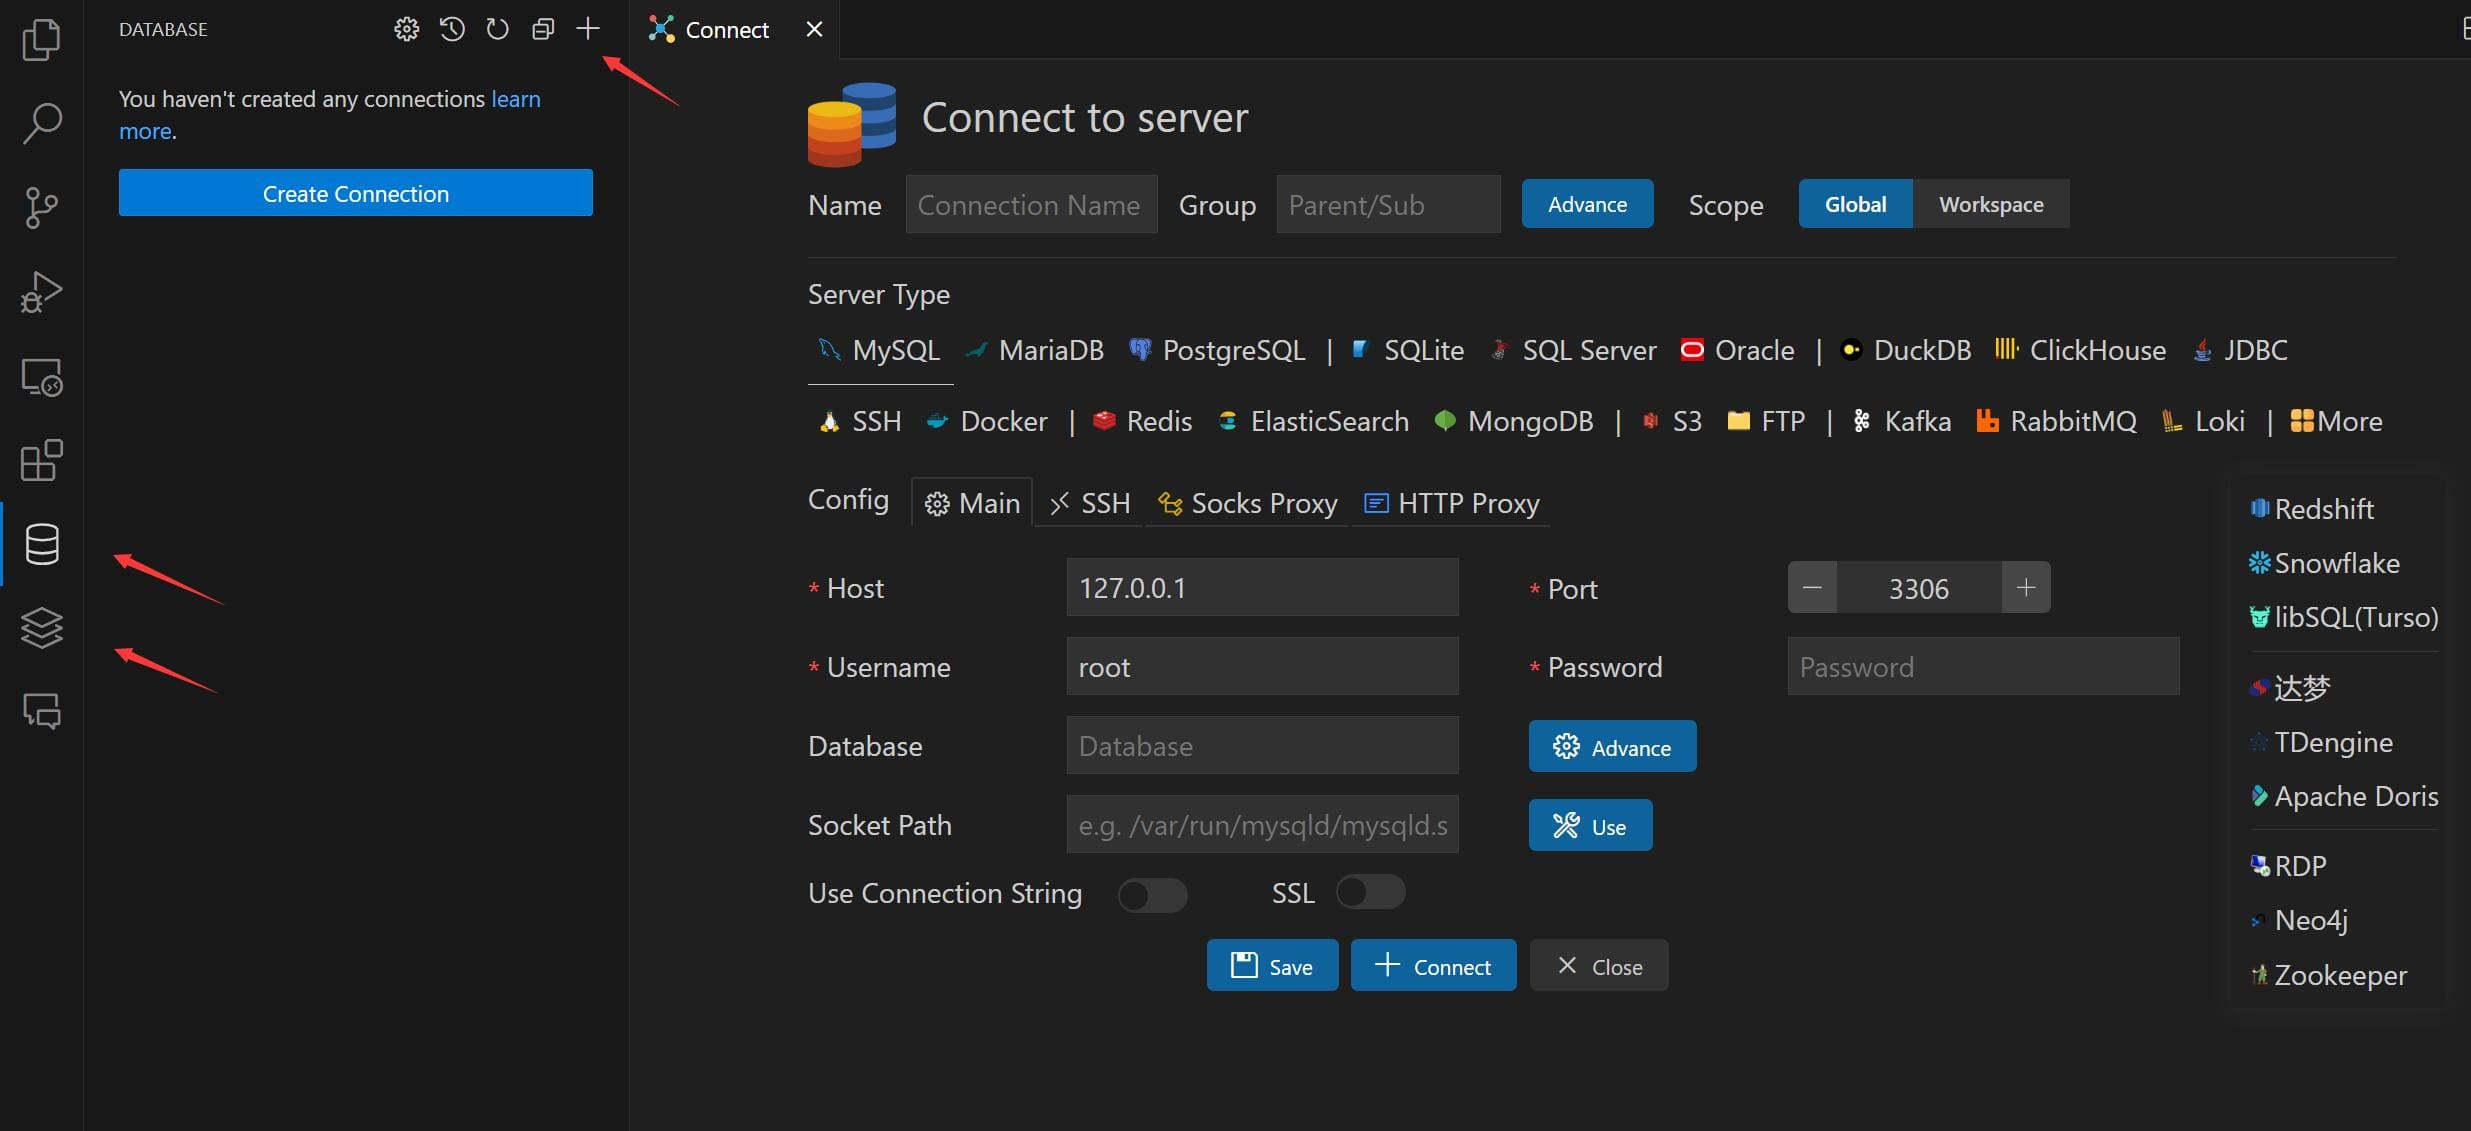 DATABASE
You haven't created any connections learn
more.
Create Connection
Connect
Connect to server
Name Connection Name Group Parent/Sub Advance Scope Global Workspace
Server Type
MySQL MariaDB PostgreSQL | SQLite SQL Server Oracle | DuckDB ClickHouse JDBC
SSH Docker | Redis ElasticSearch MongoDB | S3 FTP | Kafka RabbitMQ Loki | More
Config Main SSH Socks Proxy HTTP Proxy
* Host 127.0.0.1 * Port 3306
* Username root * Password Password
Database Database Advance
Socket Path e.g. /var/run/mysqld/mysqld.s Use
Use Connection String SSL
Save Connect Close
Redshift
Snowflake
libSQL(Turso)
达梦
TDengine
Apache Doris
RDP
Neo4j
Zookeeper